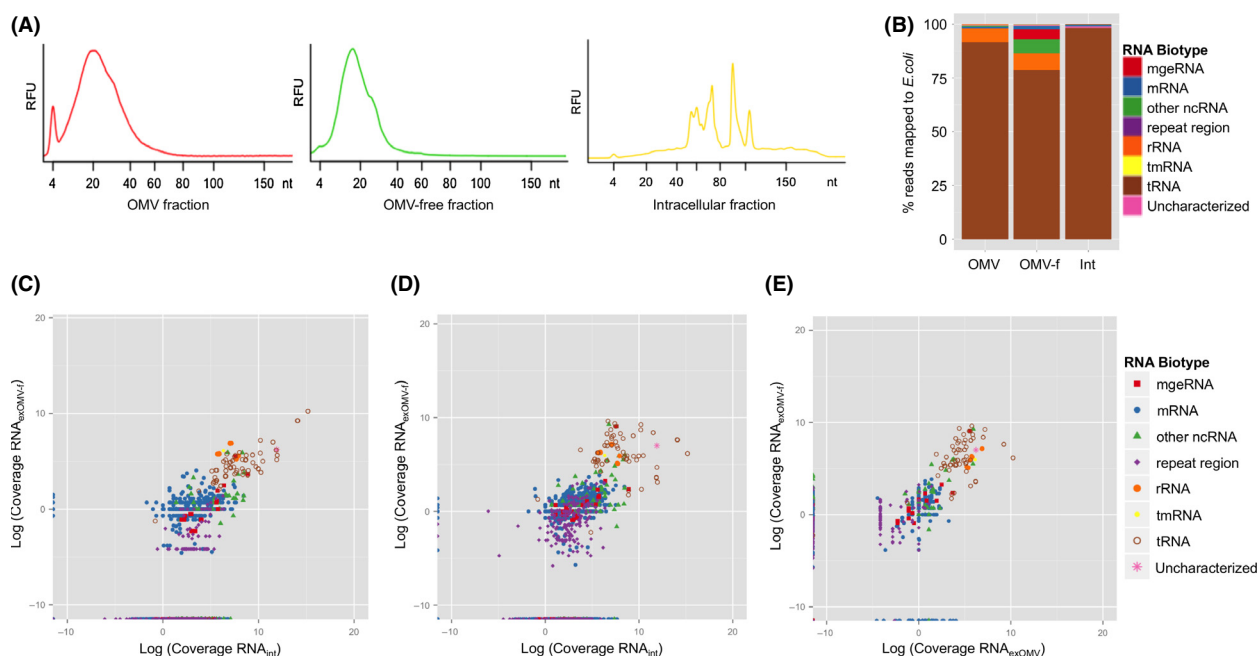 (A)
RFU
4 20 40 80 100 150 nt
OMV fraction
RFU
4 20 40 80 100 150 nt
OMV-free fraction
RFU
4 20 40 80 150 nt
Intracellular fraction
(B)
% reads mapped to E.coli
100
75
50
25
0
OMV OMV-f Int
RNA Biotype
mgeRNA
mRNA
other ncRNA
repeat region
rRNA
tmRNA
tRNA
Uncharacterized
(C)
Log (Coverage RNAexOMV-f)
20
10
0
−10
−10 0 10 20
Log (Coverage RNAint)
(D)
Log (Coverage RNAexOMV-f)
20
10
0
−10
−10 0 10 20
Log (Coverage RNAint)
(E)
Log (Coverage RNAexOMV-f)
20
10
0
−10
−10 0 10 20
Log (Coverage RNAexOMV)
RNA Biotype
mgeRNA
mRNA
other ncRNA
repeat region
rRNA
tmRNA
tRNA
Uncharacterized